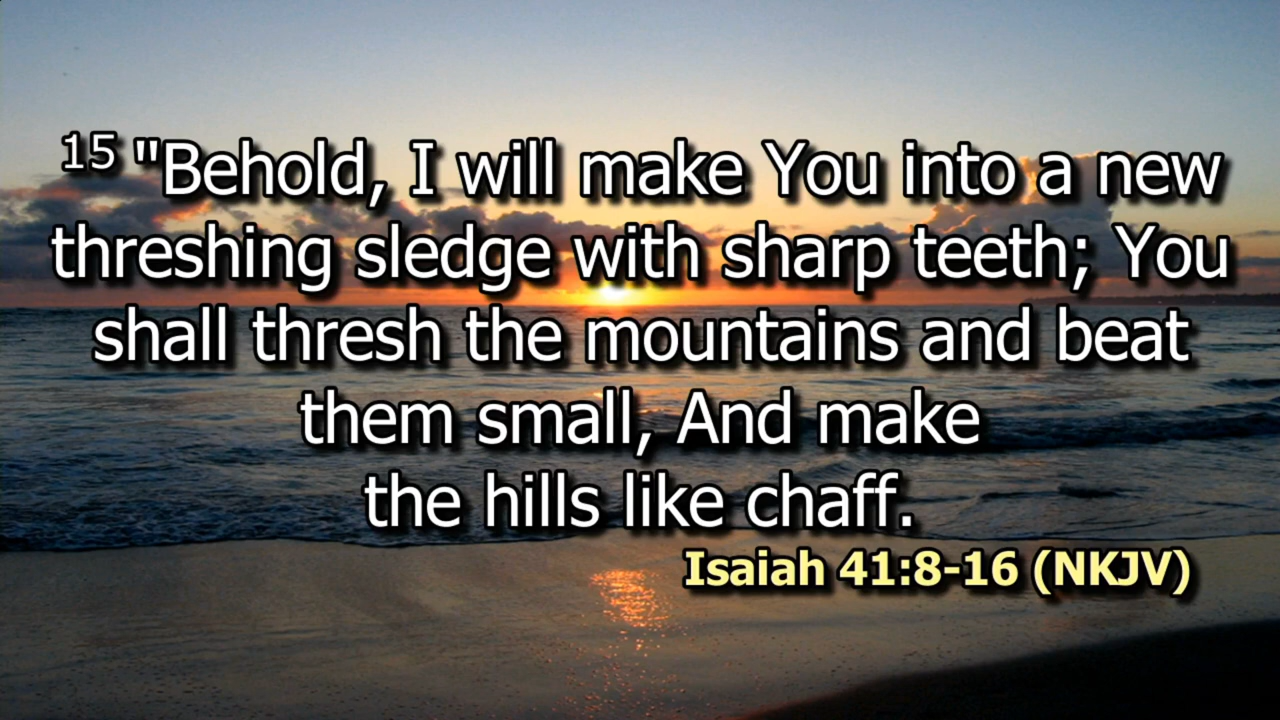 15 "Behold, I will make You into a new
threshing sledge with sharp teeth; You
shall thresh the mountains and beat
them small, And make
the hills like chaff.
Isaiah 41:8-16 (NKJV)